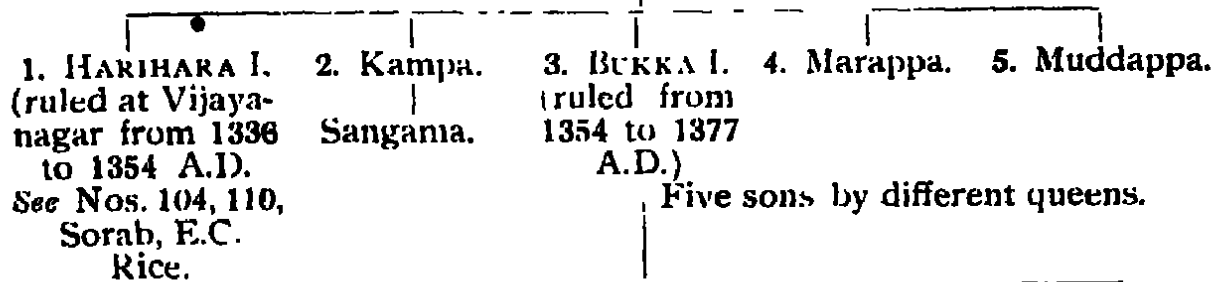 1. HARIHARA I. 2. Kampa. 3. BUKKA I. 4. Marappa. 5. Muddappa.
(ruled at Vijaya- (ruled from
nagar from 1336 Sangama. 1354 to 1377
to 1354 A.D. A.D.)
See Nos. 104, 110, Five sons by different queens.
Sorab, E.C.
Rice.